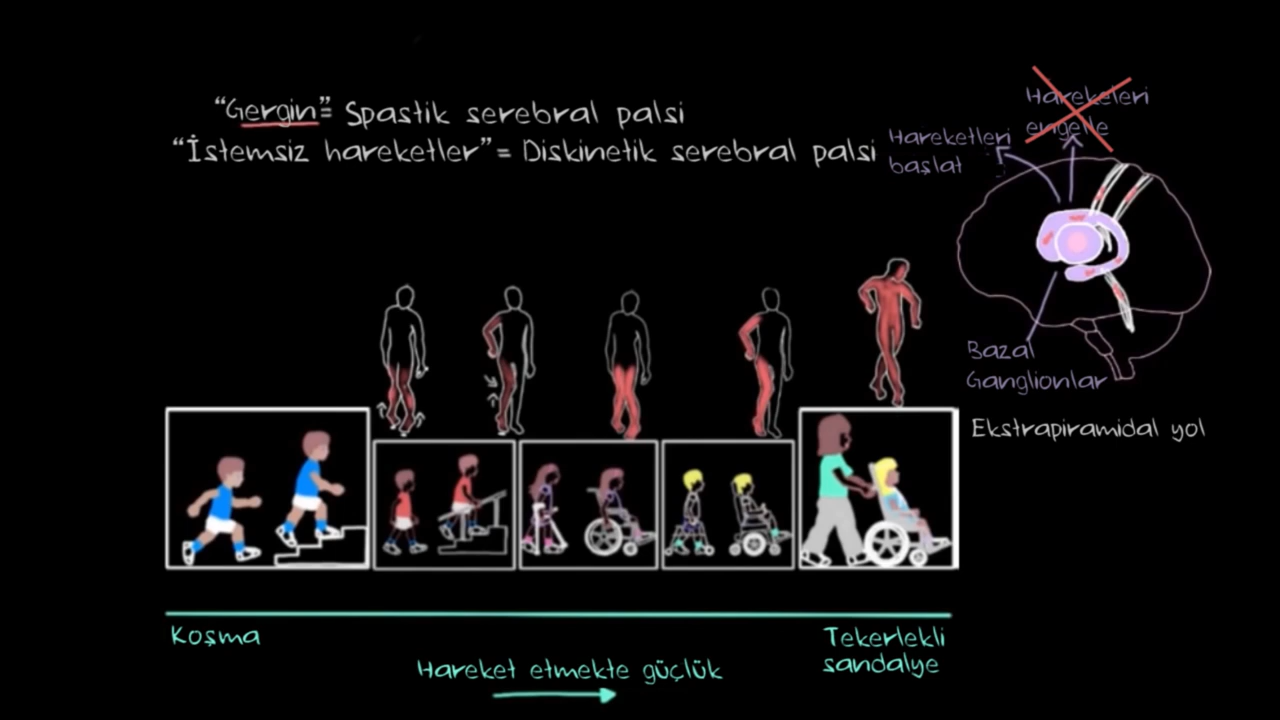 "Gergin"= Spastik serebral palsi
"İstemsiz hareketler"= Diskinetik serebral palsi
Harekeleri
engelle
Hareketleri
başlat
Bazal
Ganglionlar
Ekstrapiramidal yol
Koşma
Tekerlekli
sandalye
Hareket etmekte güçlük